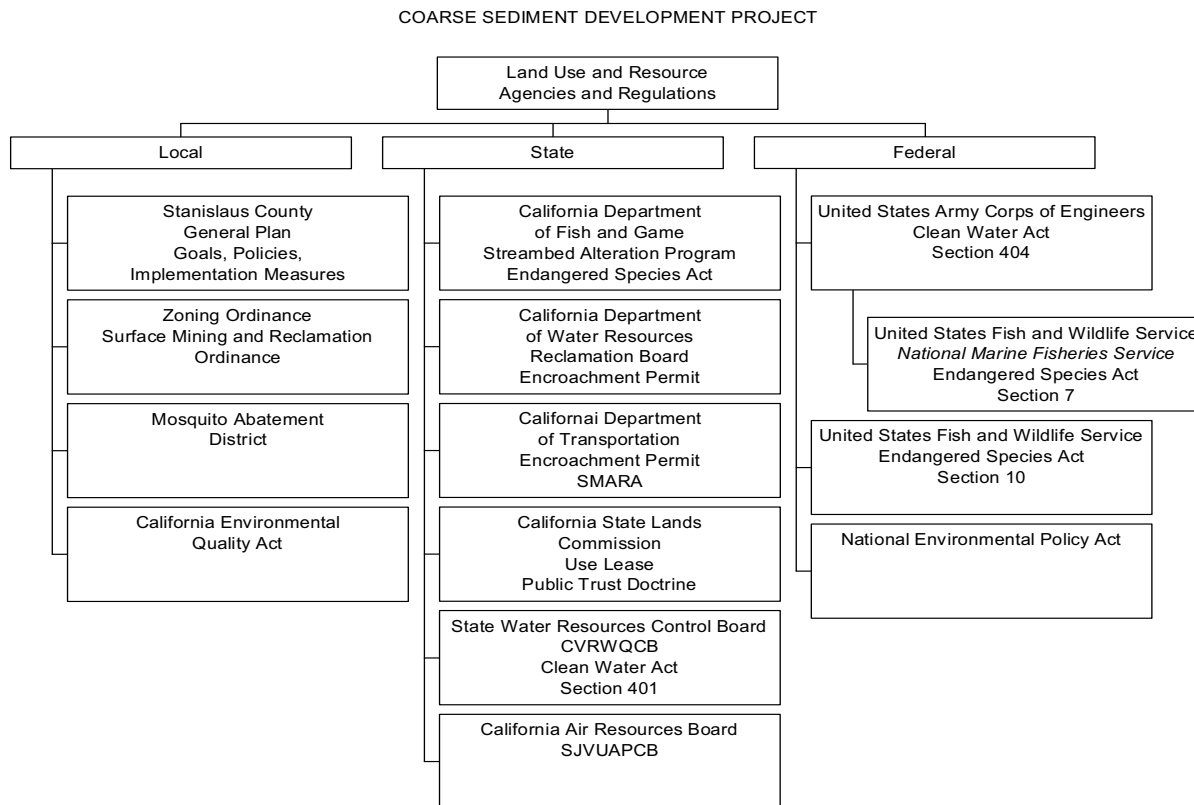 COARSE SEDIMENT DEVELOPMENT PROJECT
Land Use and Resource
Agencies and Regulations
Local
State
Federal
Stanislaus County
General Plan
Goals, Policies,
Implementation Measures
Zoning Ordinance
Surface Mining and Reclamation
Ordinance
Mosquito Abatement
District
California Environmental
Quality Act
California Department
of Fish and Game
Streambed Alteration Program
Endangered Species Act
California Department
of Water Resources
Reclamation Board
Encroachment Permit
Californai Department
of Transportation
Encroachment Permit
SMARA
California State Lands
Commission
Use Lease
Public Trust Doctrine
State Water Resources Control Board
CVRWQCB
Clean Water Act
Section 401
California Air Resources Board
SJVUAPCB
United States Army Corps of Engineers
Clean Water Act
Section 404
United States Fish and Wildlife Service
National Marine Fisheries Service
Endangered Species Act
Section 7
United States Fish and Wildlife Service
Endangered Species Act
Section 10
National Environmental Policy Act